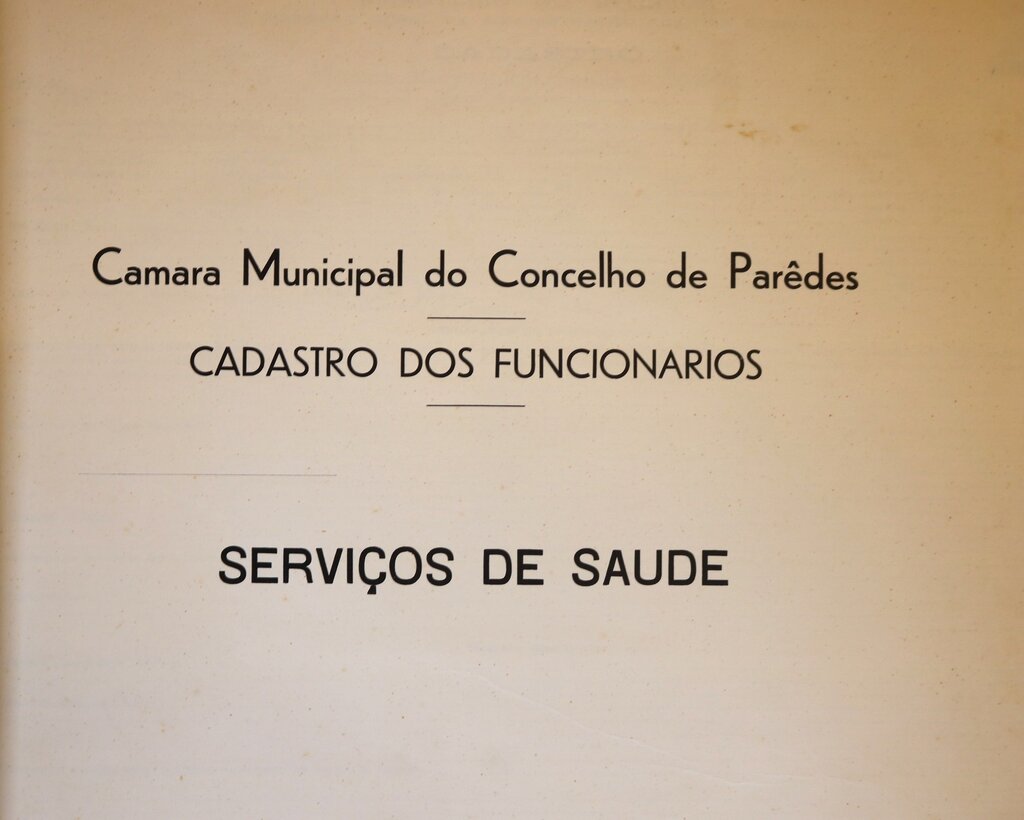 Camara Municipal do Concelho de Parêdes
CADASTRO DOS FUNCIONARIOS
SERVIÇOS DE SAUDE